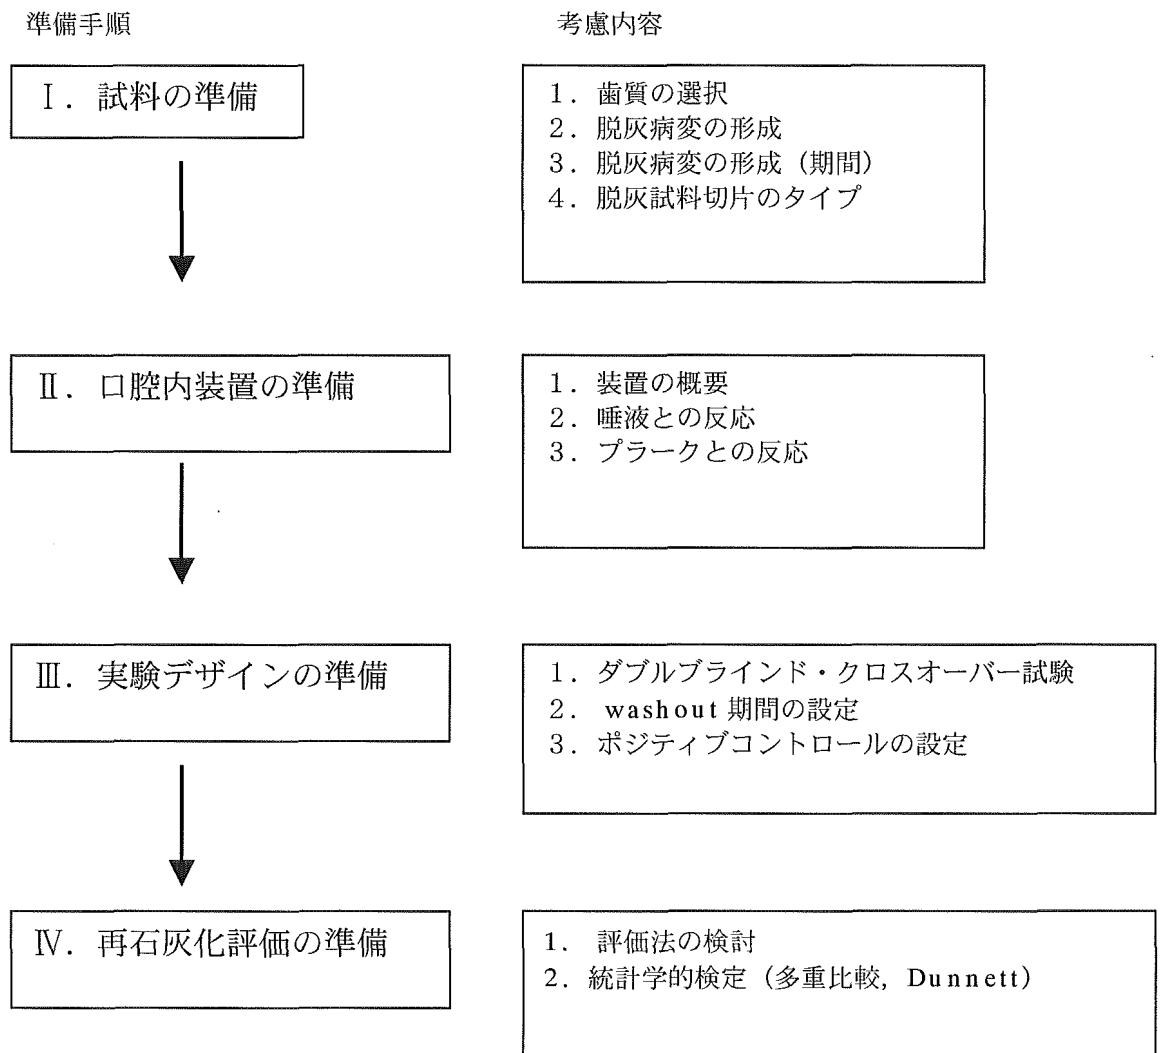 準備手順
考慮内容
Ⅰ．試料の準備
1．歯質の選択
2．脱灰病変の形成
3．脱灰病変の形成（期間）
4．脱灰試料切片のタイプ
Ⅱ．口腔内装置の準備
1．装置の概要
2．唾液との反応
3．プラークとの反応
Ⅲ．実験デザインの準備
1．ダブルブラインド・クロスオーバー試験
2．washout 期間の設定
3．ポジティブコントロールの設定
Ⅳ．再石灰化評価の準備
1．評価法の検討
2．統計学的検定（多重比較, Dunnett）